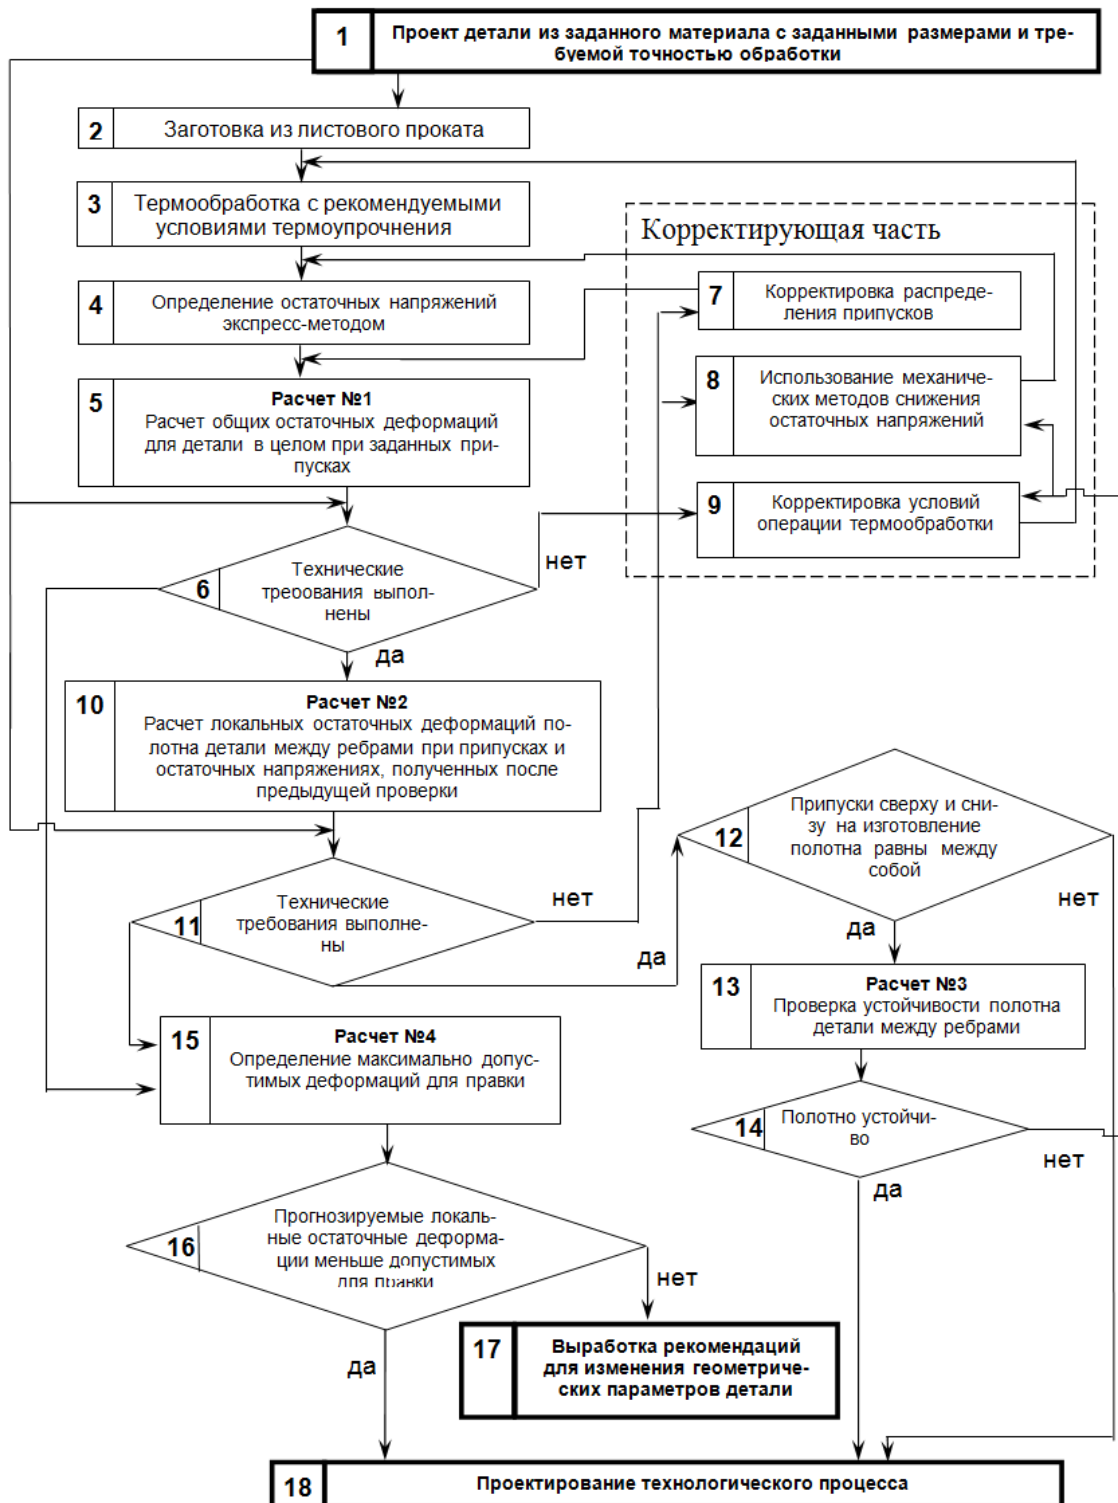 1
Проект детали из заданного материала с заданными размерами и тре-
буемой точностью обработки
2
Заготовка из листового проката
3
Термообработка с рекомендуемыми
условиями термоупрочнения
Корректирующая часть
4
Определение остаточных напряжений
экспресс-методом
7
Корректировка распреде-
ления припусков
5
Расчет №1
Расчет общих остаточных деформаций
для детали в целом при заданных при-
пусках
8
Использование механиче-
ских методов снижения
остаточных напряжений
9
Корректировка условий
операции термообработки
6
Технические
требования выпол-
нены
нет
да
10
Расчет №2
Расчет локальных остаточных деформаций по-
лотна детали между ребрами при припусках и
остаточных напряжениях, полученных после
предыдущей проверки
12
Припуски сверху и сни-
зу на изготовление
полотна равны между
собой
нет
да
11
Технические
требования выполне-
ны
нет
да
13
Расчет №3
Проверка устойчивости полотна
детали между ребрами
15
Расчет №4
Определение максимально допус-
тимых деформаций для правки
14
Полотно устойчи-
во
нет
да
16
Прогнозируемые локаль-
ные остаточные деформа-
ции меньше допустимых
для правки
нет
да
17
Выработка рекомендаций
для изменения геометриче-
ских параметров детали
18
Проектирование технологического процесса